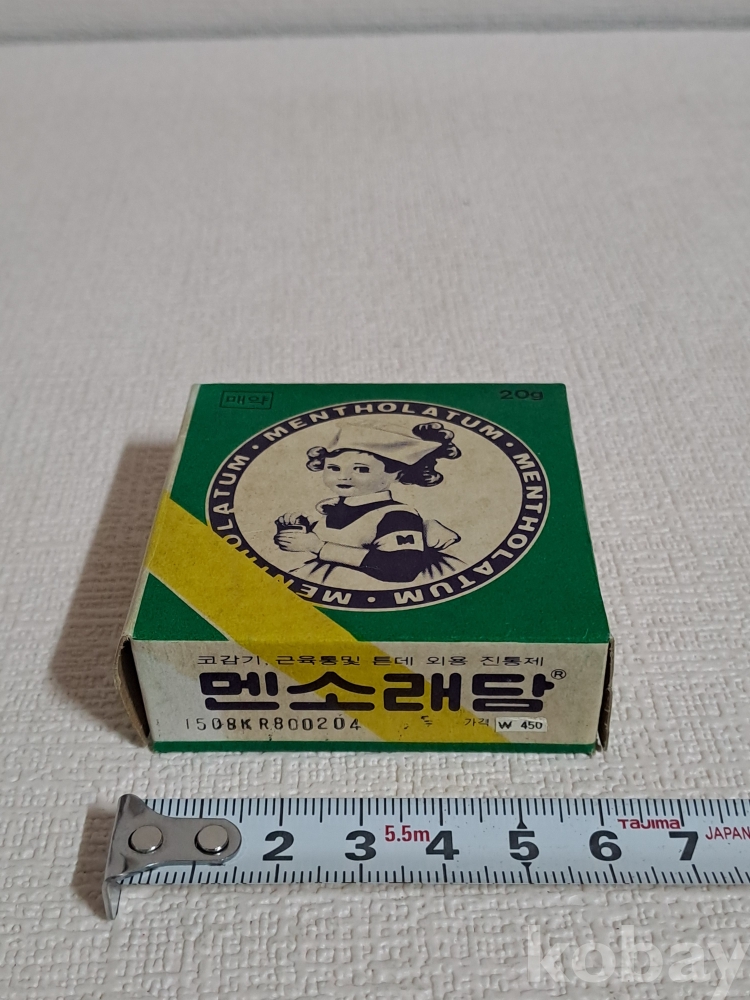 매약
20g
MENTHOLATUM · MENTHOLATUM · MENTHOLATUM ·
코감기, 근육통및 튼데 외용 진통제
멘소래담®
1508KR800204
가격 ₩ 450
2 3 5.5m 4 5 6 Tajima 7 JAPAN
kobay